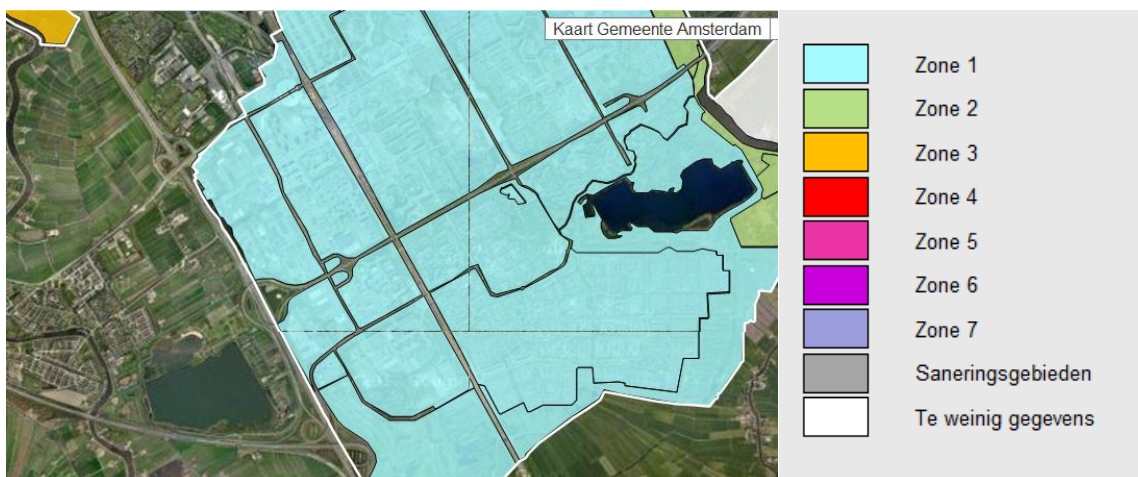 Kaart Gemeente Amsterdam
Zone 1
Zone 2
Zone 3
Zone 4
Zone 5
Zone 6
Zone 7
Saneringsgebieden
Te weinig gegevens